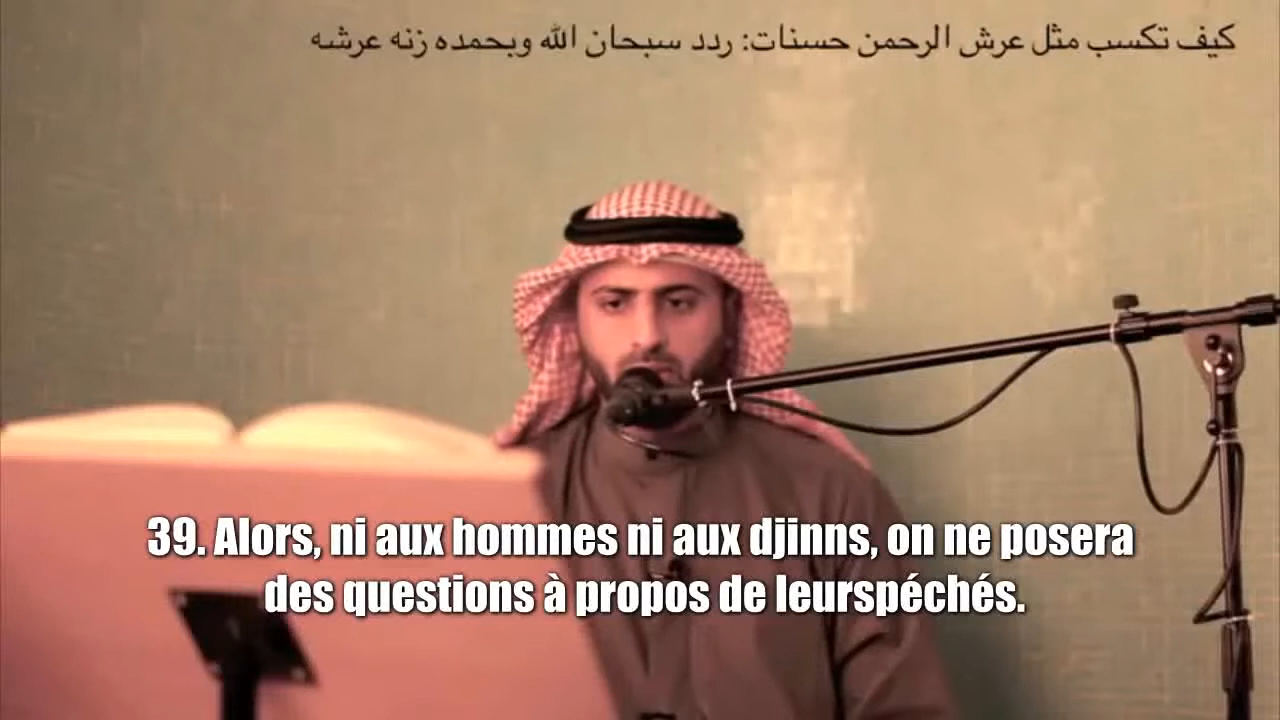 كيف تكسب مثل عرش الرحمن حسنات: ردد سبحان الله وبحمده زنه عرشه
39. Alors, ni aux hommes ni aux djinns, on ne posera
des questions à propos de leurspéchés.